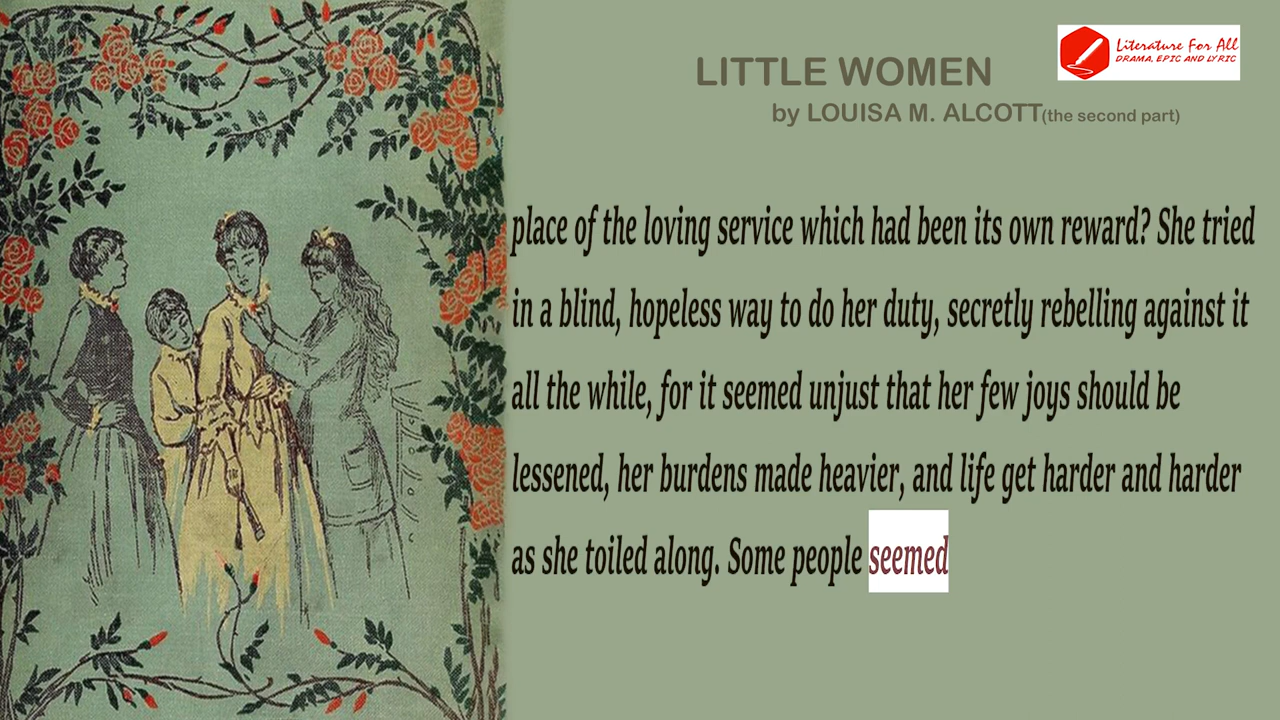 LITTLE WOMEN
by LOUISA M. ALCOTT(the second part)
Literature For All
DRAMA, EPIC AND LYRIC
place of the loving service which had been its own reward? She tried
in a blind, hopeless way to do her duty, secretly rebelling against it
all the while, for it seemed unjust that her few joys should be
lessened, her burdens made heavier, and life get harder and harder
as she toiled along. Some people seemed